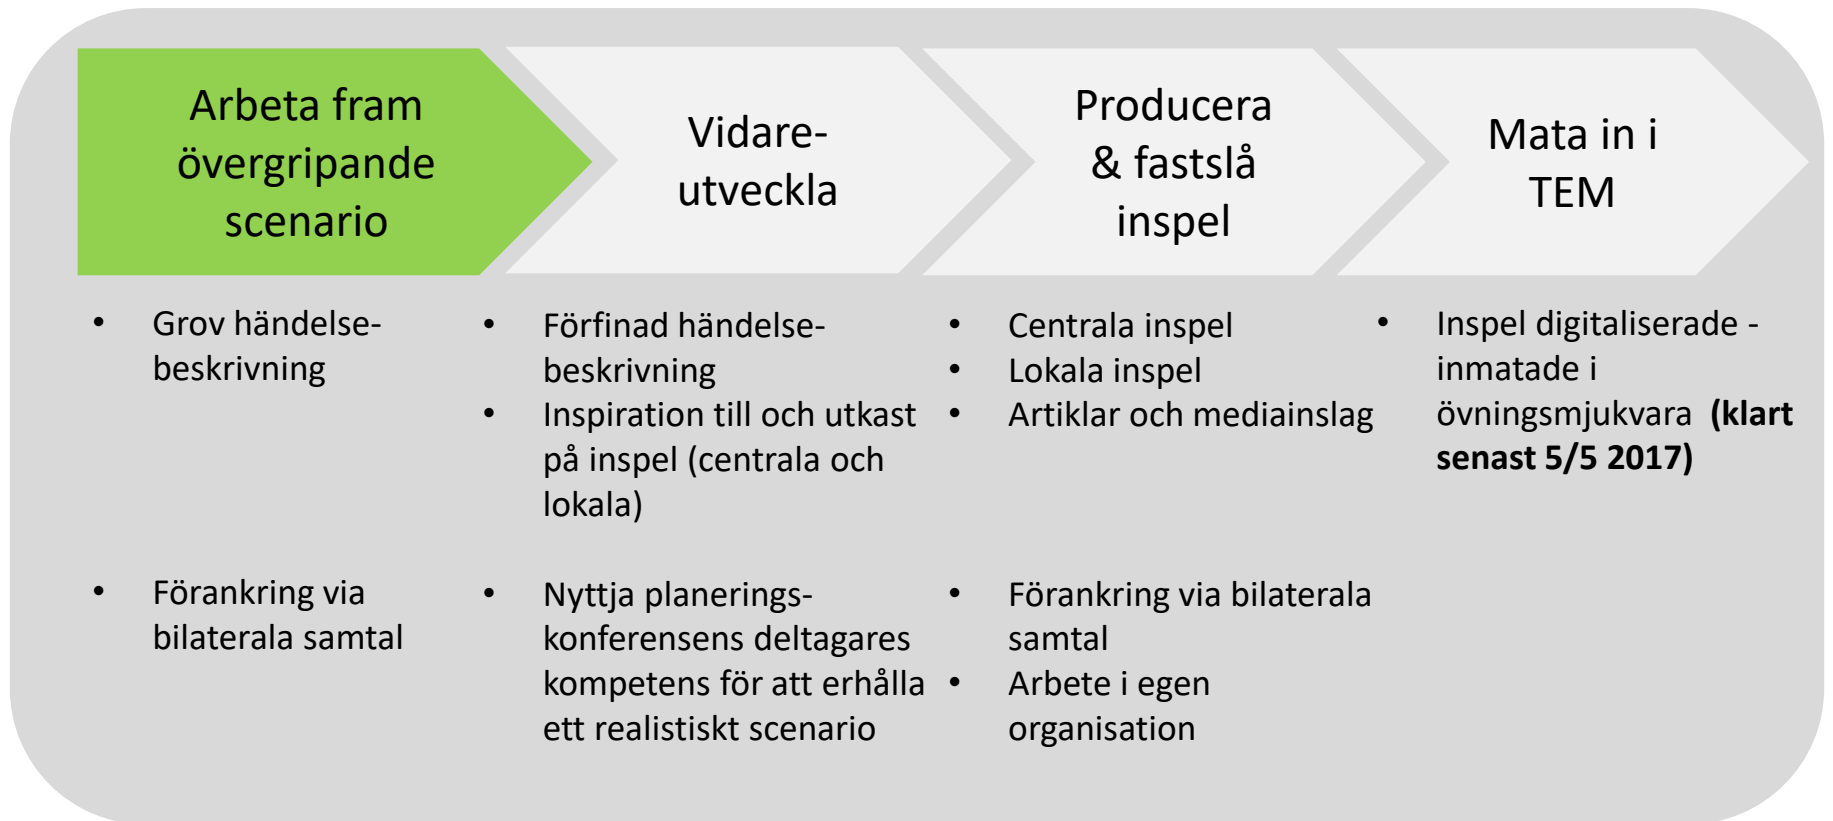 Arbeta fram
övergripande
scenario
Vidare-
utveckla
Producera
& fastslå
inspel
Mata in i
TEM
• Grov händelse-
beskrivning
• Förankring via
bilaterala samtal
• Förfinad händelse-
beskrivning
• Inspiration till och utkast
på inspel (centrala och
lokala)
• Nyttja planerings-
konferensens deltagares
kompetens för att erhålla
ett realistiskt scenario
• Centrala inspel
• Lokala inspel
• Artiklar och mediainslag
• Förankring via bilaterala
samtal
• Arbete i egen
organisation
• Inspel digitaliserade -
inmatade i
övningsmjukvara (klart
senast 5/5 2017)